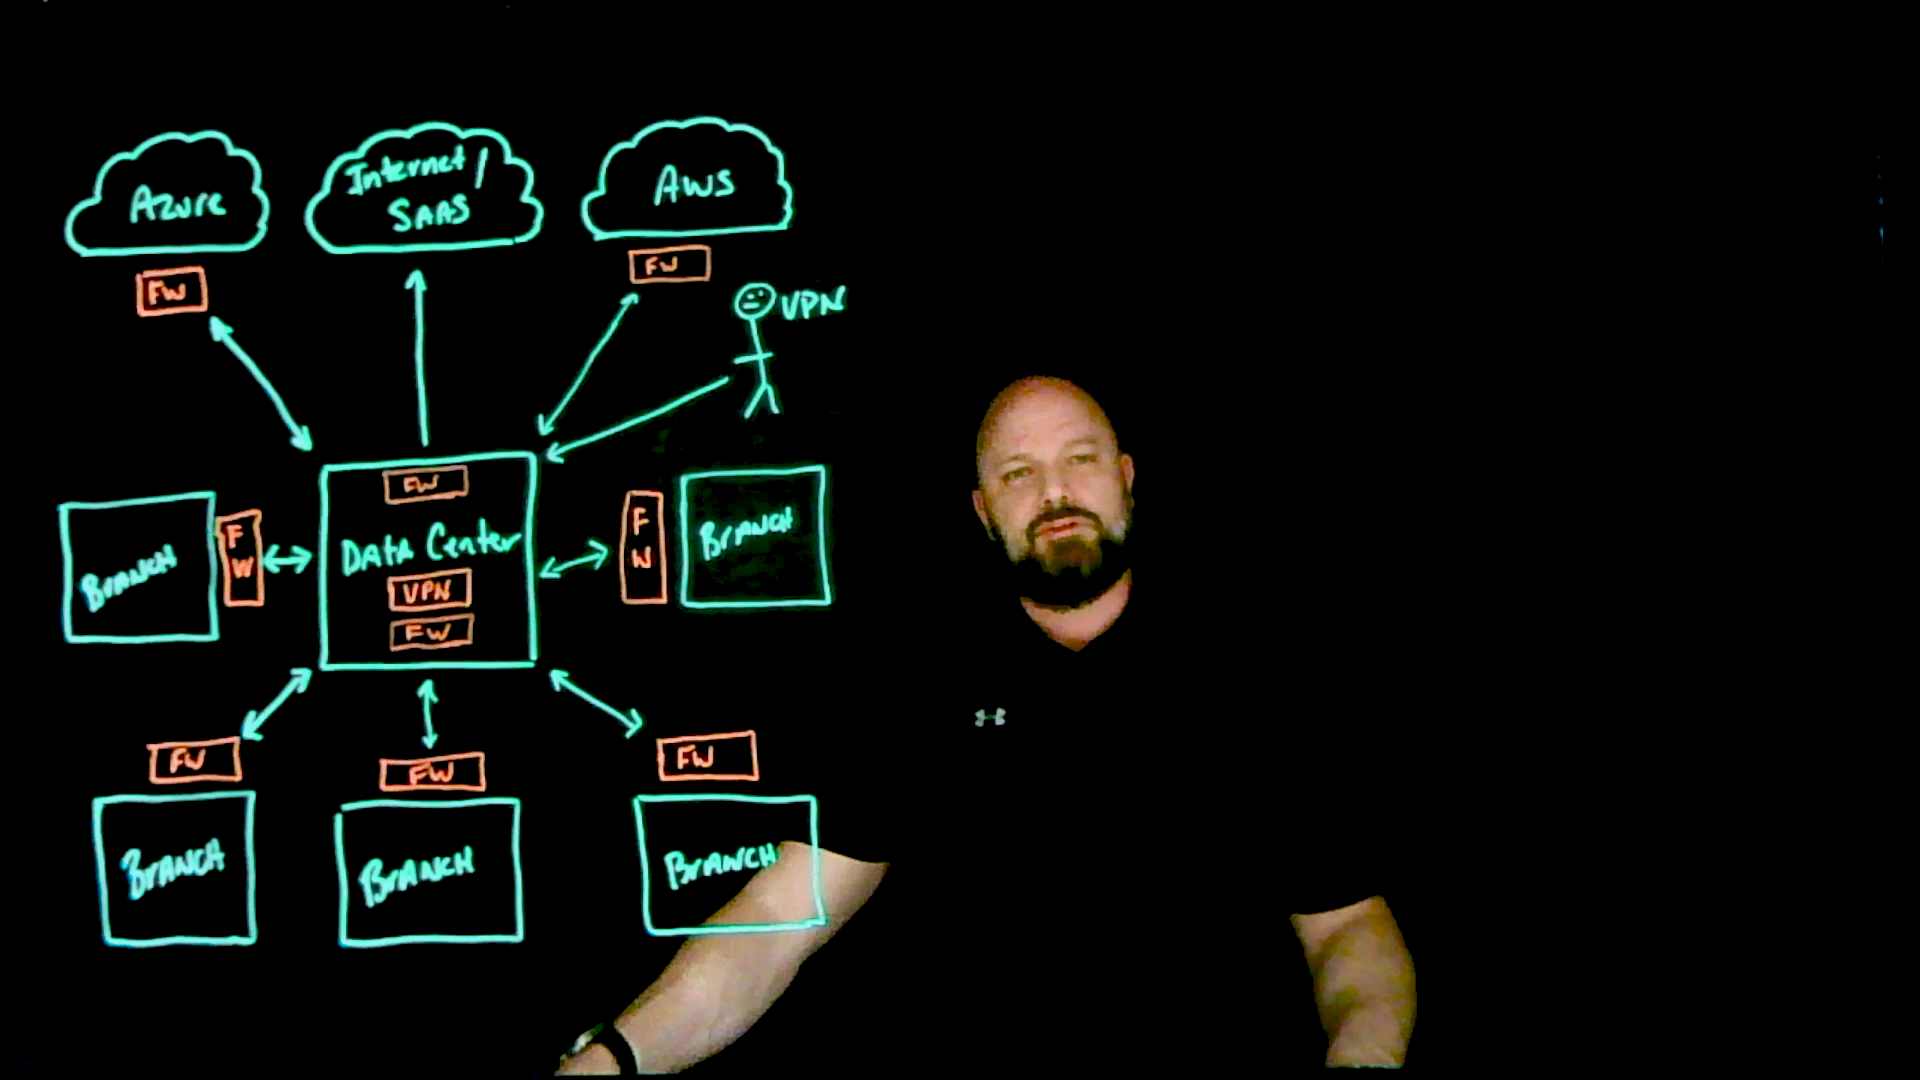 Azure
Internet/
SAAS
AWS
FW
FW
VPN
FW
DATA Center
VPN
FW
BRANCH
F
W
F
W
BrANCH
FW
FW
FW
BrANCH
BrANCH
BrANCH